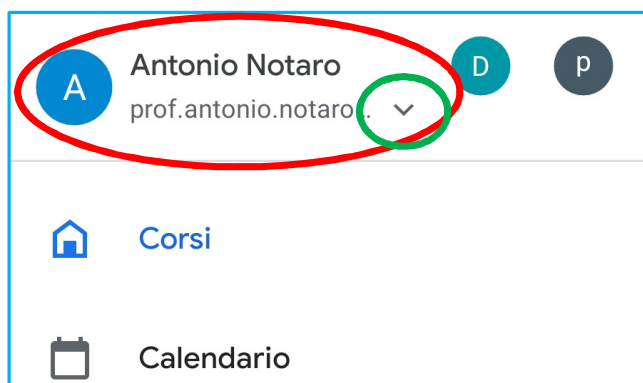 A
Antonio Notaro
prof.antonio.notaro..
D
p
Corsi
Calendario